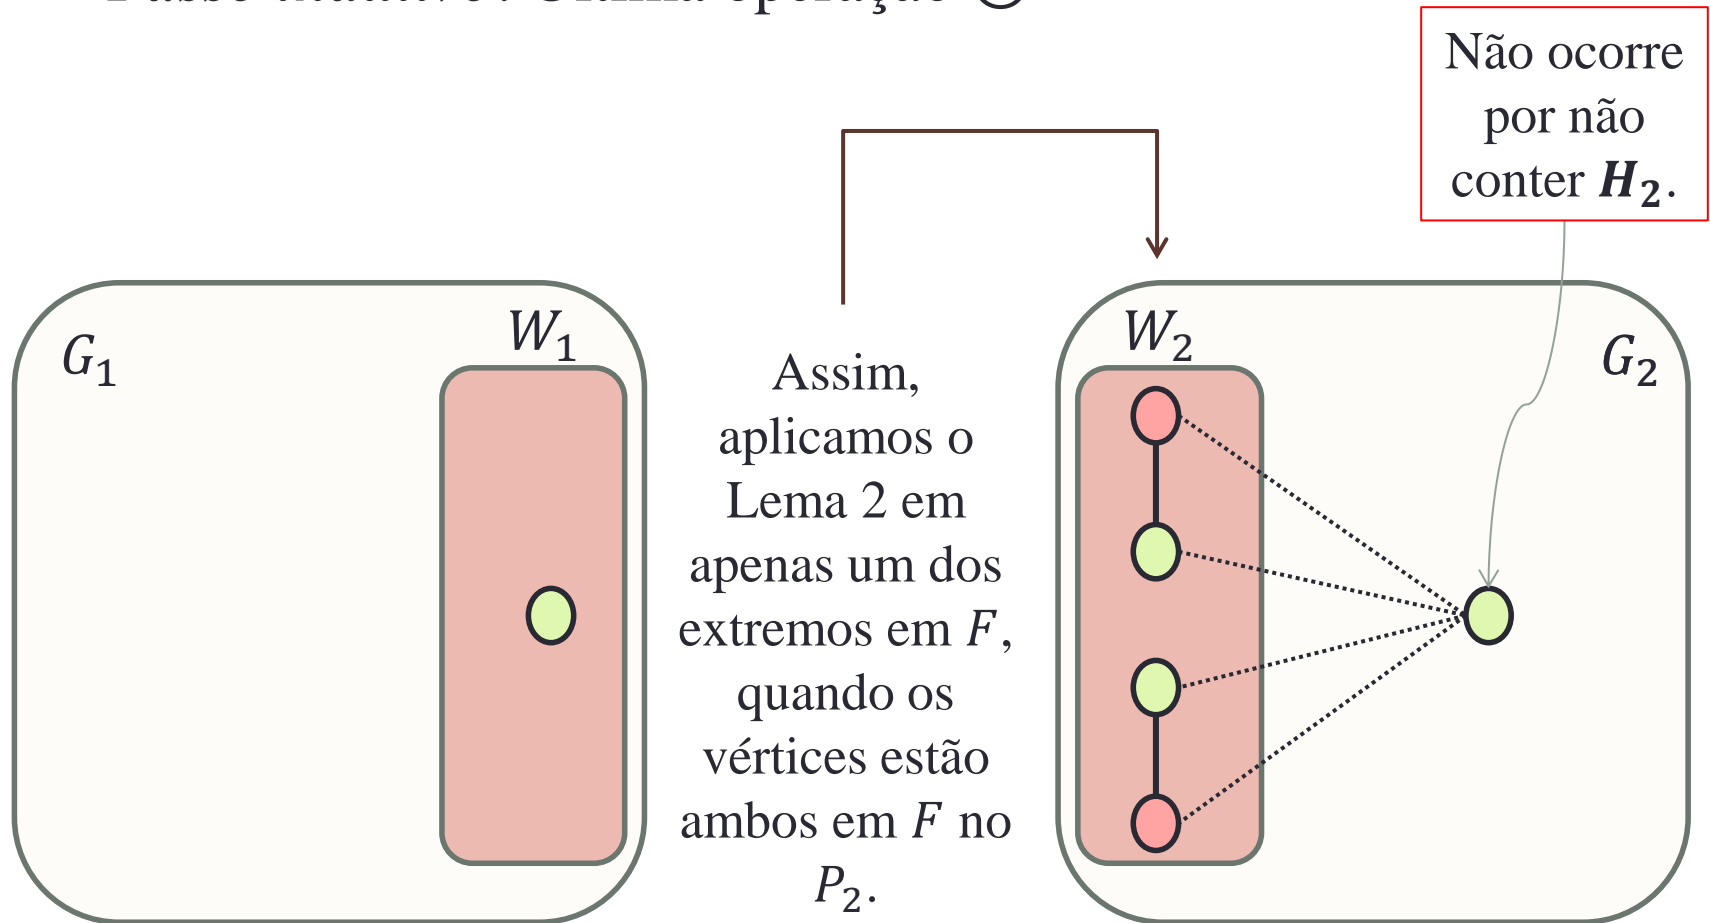 Não ocorre
por não
conter H₂.
G₁
W₁
Assim,
aplicamos o
Lema 2 em
apenas um dos
extremos em F,
quando os
vértices estão
ambos em F no
P₂.
W₂
G₂